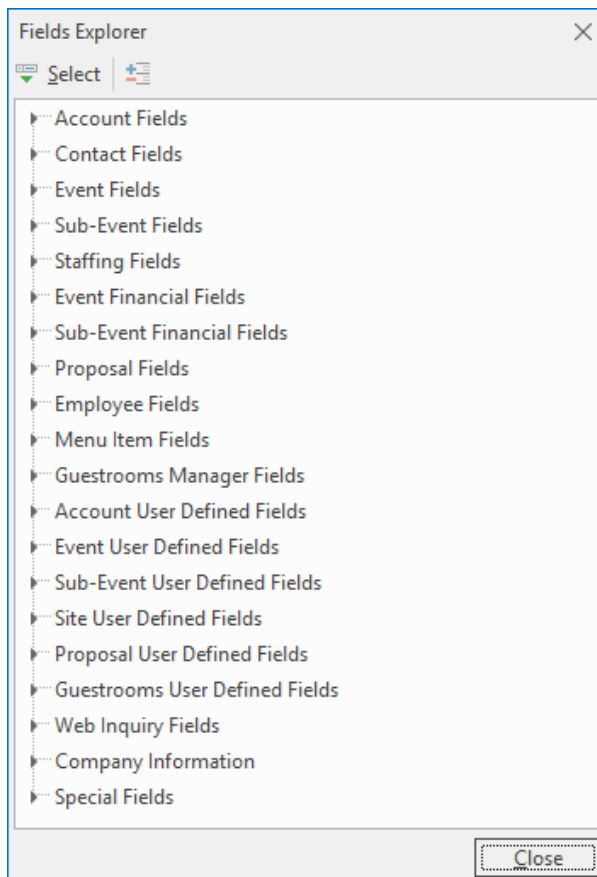 Fields Explorer
Select
Account Fields
Contact Fields
Event Fields
Sub-Event Fields
Staffing Fields
Event Financial Fields
Sub-Event Financial Fields
Proposal Fields
Employee Fields
Menu Item Fields
Guestrooms Manager Fields
Account User Defined Fields
Event User Defined Fields
Sub-Event User Defined Fields
Site User Defined Fields
Proposal User Defined Fields
Guestrooms User Defined Fields
Web Inquiry Fields
Company Information
Special Fields
Close